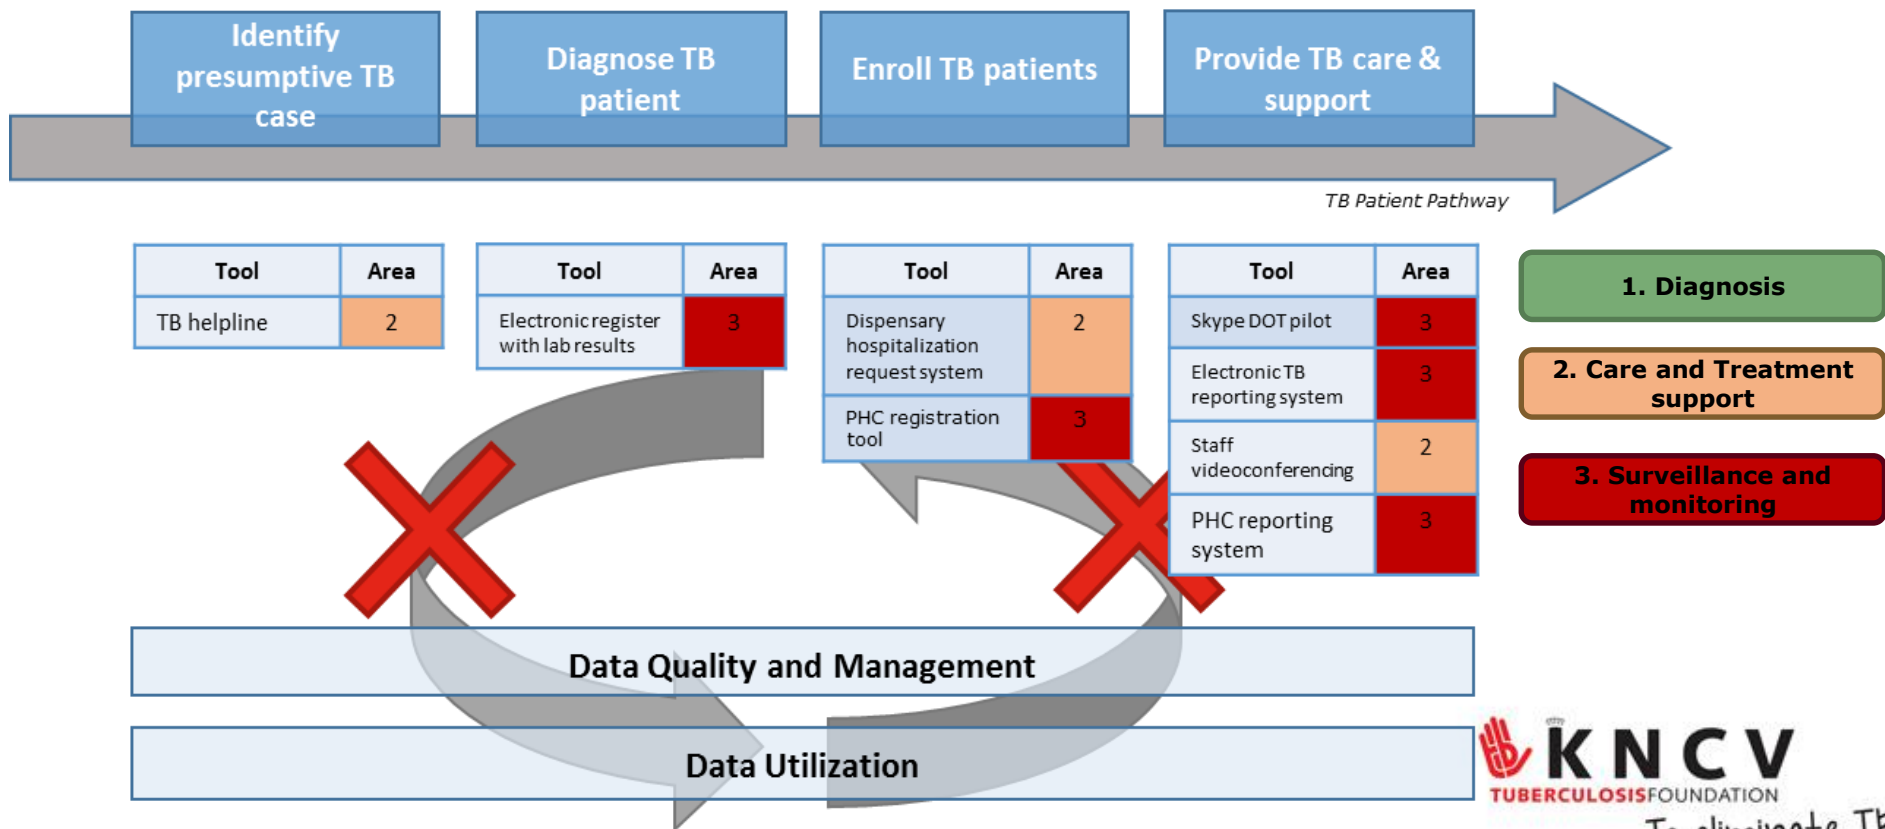 Identify
presumptive TB
case
Diagnose TB
patient
Enroll TB patients
Provide TB care &
support
TB Patient Pathway
Tool Area
TB helpline 2
Tool Area
Electronic register
with lab results
3
Tool Area
Dispensary
hospitalization
request system
2
PHC registration
tool
3
Tool Area
Skype DOT pilot 3
Electronic TB
reporting system
3
Staff
videoconferencing
2
PHC reporting
system
3
1. Diagnosis
2. Care and Treatment
support
3. Surveillance and
monitoring
Data Quality and Management
Data Utilization
KNCV
TUBERCULOSISFOUNDATION
To eliminate TB